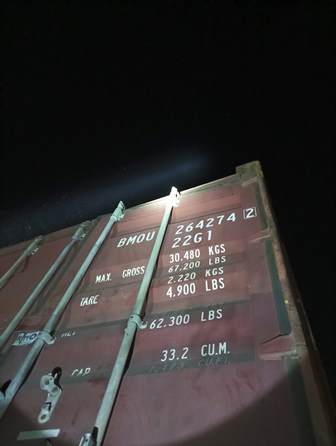 BMOU 264274 2
22G1
MAX. GROSS 30.480 KGS
67.200 LBS
TARE 2.220 KGS
4,900 LBS
NET
62.300 LBS
CAP. 33.2 CU.M.